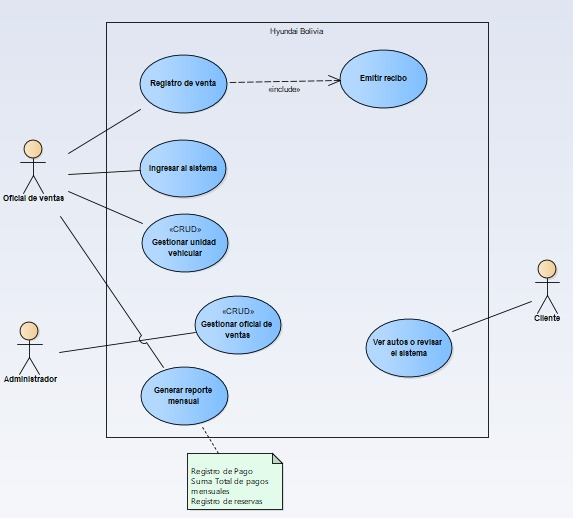 Hyundai Bolivia
Registro de venta
Emitir recibo
«include»
Ingresar al sistema
Oficial de ventas
«CRUD»
Gestionar unidad
vehicular
«CRUD»
Gestionar oficial de
ventas
Cliente
Ver autos o revisar
el sistema
Administrador
Generar reporte
mensual
Registro de Pago
Suma Total de pagos
mensuales
Registro de reservas